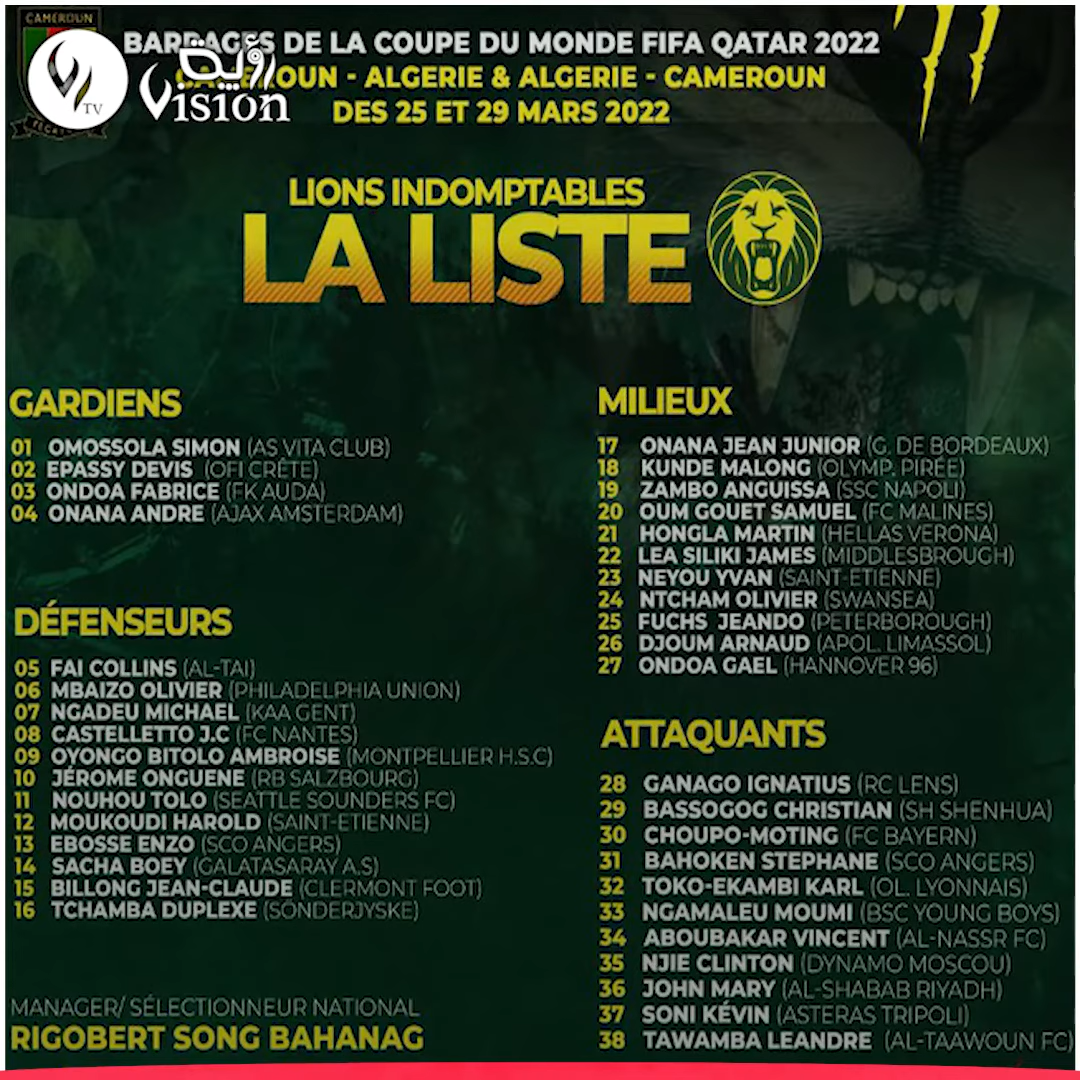 CAMEROUN
BARRAGES DE LA COUPE DU MONDE FIFA QATAR 2022
TV
رؤية
Vision
CAMEROUN - ALGERIE & ALGERIE - CAMEROUN
DES 25 ET 29 MARS 2022
LIONS INDOMPTABLES
LA LISTE
GARDIENS
01 OMOSSOLA SIMON (AS VITA CLUB)
02 EPASSY DEVIS (OFI CRÈTE)
03 ONDOA FABRICE (FK AUDA)
04 ONANA ANDRE (AJAX AMSTERDAM)
DÉFENSEURS
05 FAI COLLINS (AL-TAI)
06 MBAIZO OLIVIER (PHILADELPHIA UNION)
07 NGADEU MICHAEL (KAA GENT)
08 CASTELLETTO J.C (FC NANTES)
09 OYONGO BITOLO AMBROISE (MONTPELLIER H.S.C)
10 JÉROME ONGUENE (RB SALZBOURG)
11 NOUHOU TOLO (SEATTLE SOUNDERS FC)
12 MOUKOUDI HAROLD (SAINT-ETIENNE)
13 EBOSSE ENZO (SCO ANGERS)
14 SACHA BOEY (GALATASARAY A.S)
15 BILLONG JEAN-CLAUDE (CLERMONT FOOT)
16 TCHAMBA DUPLEXE (SÖNDERJYSKE)
MANAGER/ SÉLECTIONNEUR NATIONAL
RIGOBERT SONG BAHANAG
MILIEUX
17 ONANA JEAN JUNIOR (G. DE BORDEAUX)
18 KUNDE MALONG (OLYMP. PIRÉE)
19 ZAMBO ANGUISSA (SSC NAPOLI)
20 OUM GOUET SAMUEL (FC MALINES)
21 HONGLA MARTIN (HELLAS VERONA)
22 LEA SILIKI JAMES (MIDDLESBROUGH)
23 NEYOU YVAN (SAINT-ETIENNE)
24 NTCHAM OLIVIER (SWANSEA)
25 FUCHS JEANDO (PETERBOROUGH)
26 DJOUM ARNAUD (APOL. LIMASSOL)
27 ONDOA GAEL (HANNOVER 96)
ATTAQUANTS
28 GANAGO IGNATIUS (RC LENS)
29 BASSOGOG CHRISTIAN (SH SHENHUA)
30 CHOUPO-MOTING (FC BAYERN)
31 BAHOKEN STEPHANE (SCO ANGERS)
32 TOKO-EKAMBI KARL (OL. LYONNAIS)
33 NGAMALEU MOUMI (BSC YOUNG BOYS)
34 ABOUBAKAR VINCENT (AL-NASSR FC)
35 NJIE CLINTON (DYNAMO MOSCOU)
36 JOHN MARY (AL-SHABAB RIYADH)
37 SONI KÉVIN (ASTERAS TRIPOLI)
38 TAWAMBA LEANDRE (AL-TAAWOUN FC)